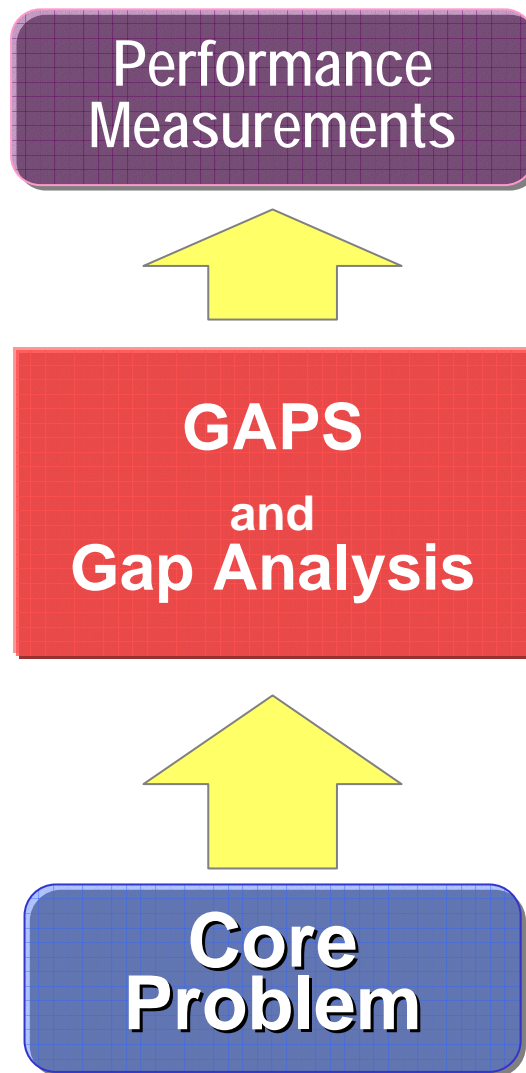 Performance
Measurements
GAPS
and
Gap Analysis
Core
Problem